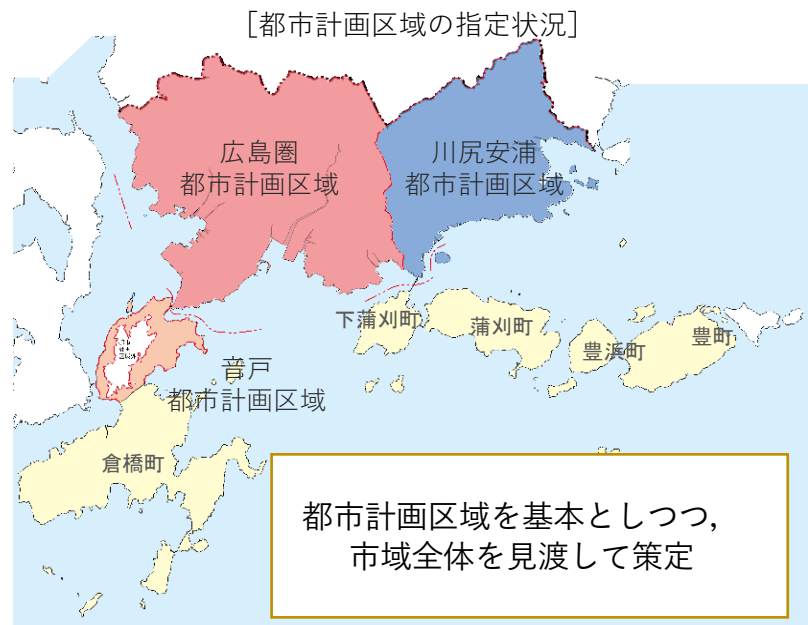 ［都市計画区域の指定状況］
広島圏
都市計画区域
川尻安浦
都市計画区域
下蒲刈町
蒲刈町
豊浜町
豊町
音戸
都市計画区域
倉橋町
都市計画区域を基本としつつ，
市域全体を見渡して策定